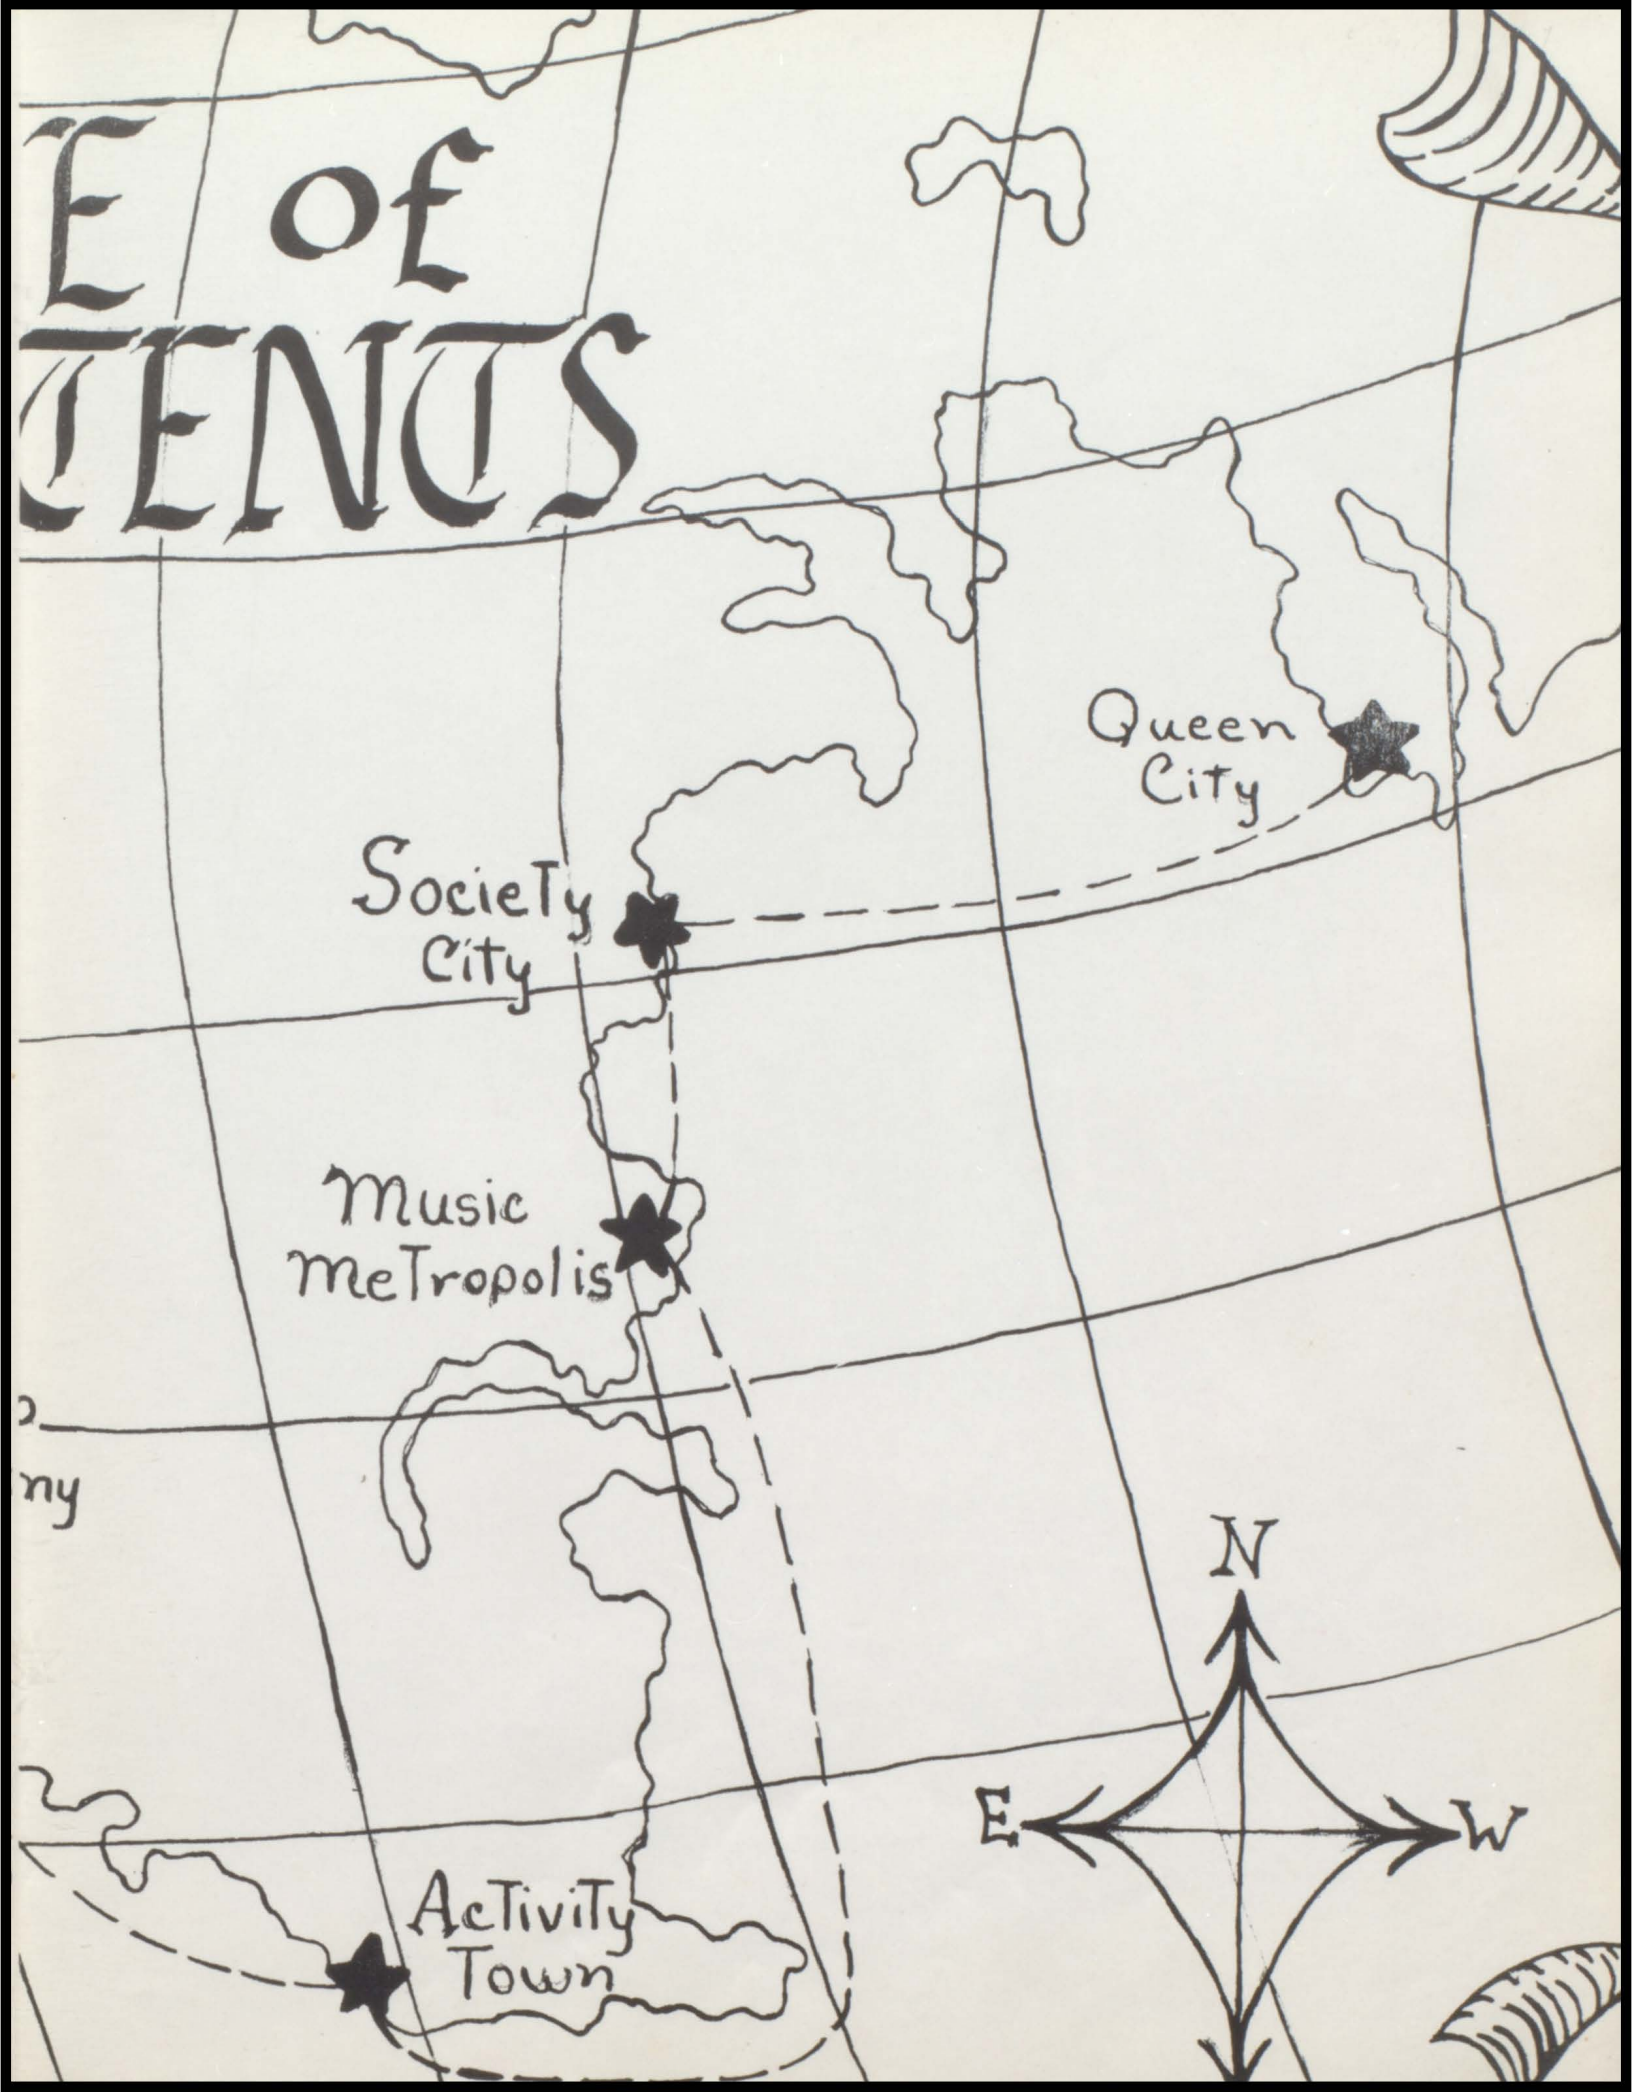 E of
TENTS
Queen
City
Society
City
Music
Metropolis
ny
Activity
Town
N
E W